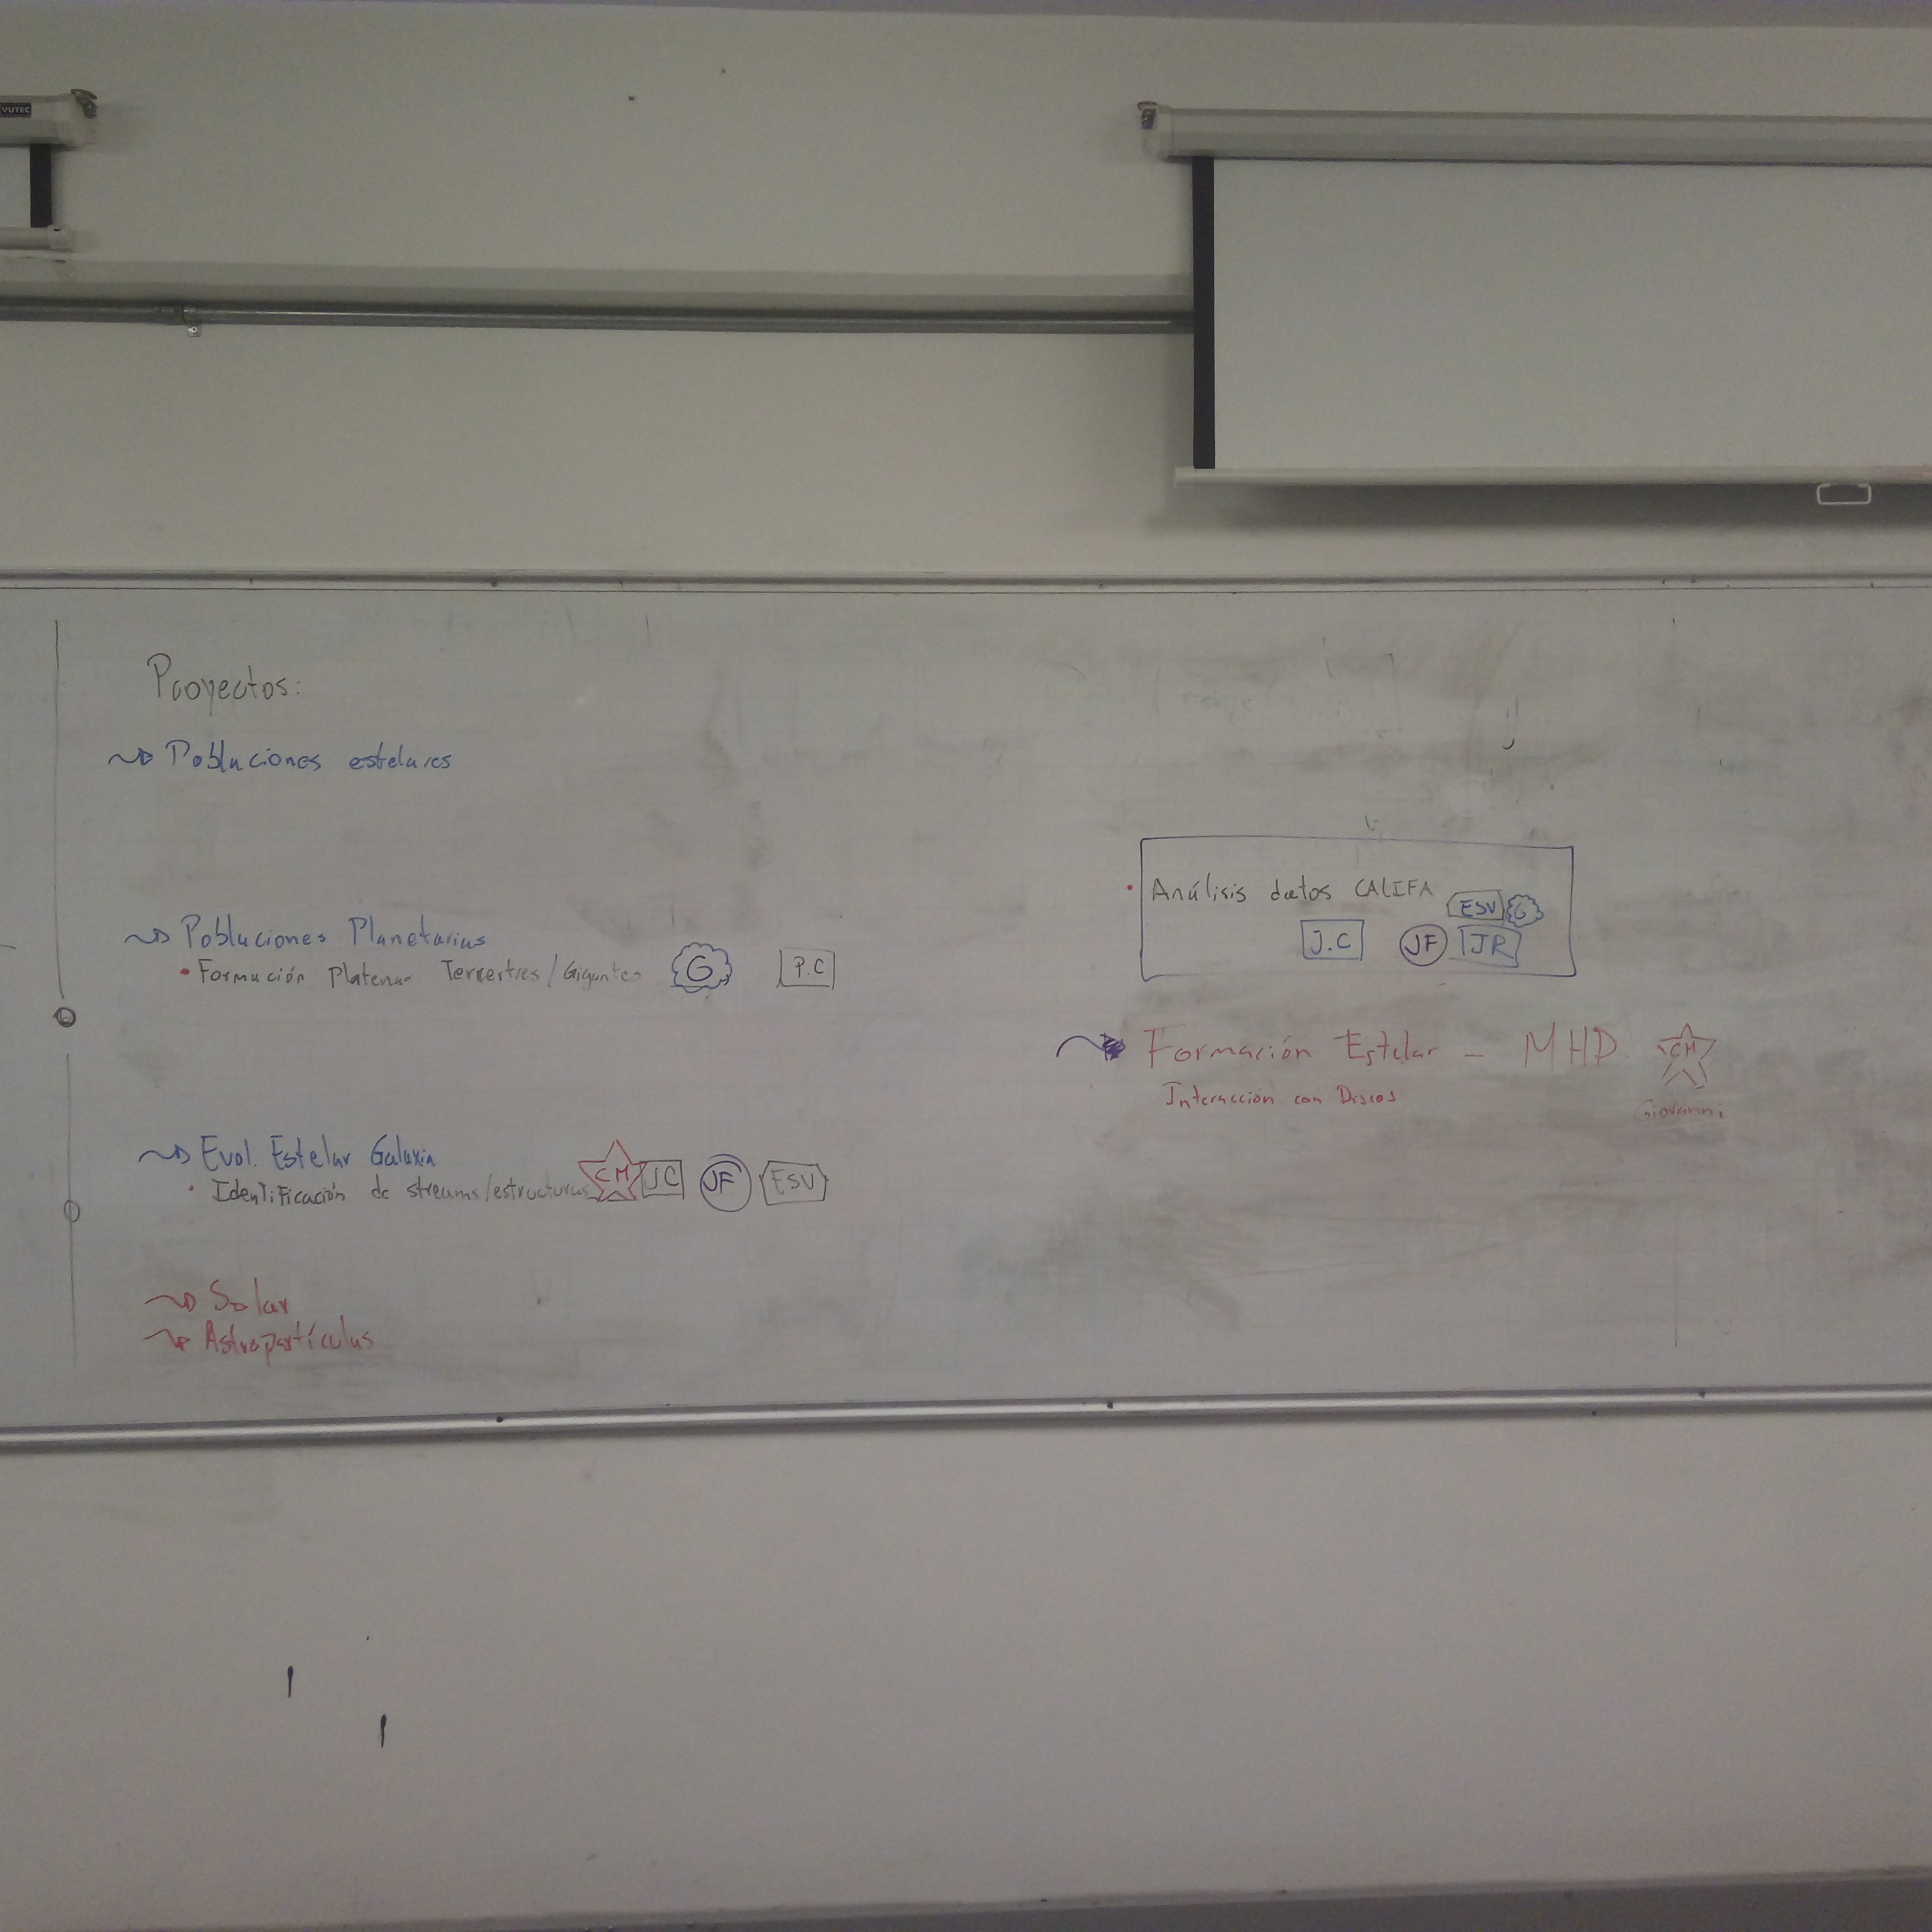 VUTEC
Proyectos:
Poblaciones estelares
Poblaciones Planetarias
• Formación Platenas Terrestres/Gigantes G P.C
Evol. Estelar Galaxia
• Identificación de streams/estructuras CM J.C JF ESV
Solar
Astropartículas
• Análisis datos CALIFA ESV G
J.C JF JR
Formación Estelar - MHD CM
Interacción con Discos Giovanni